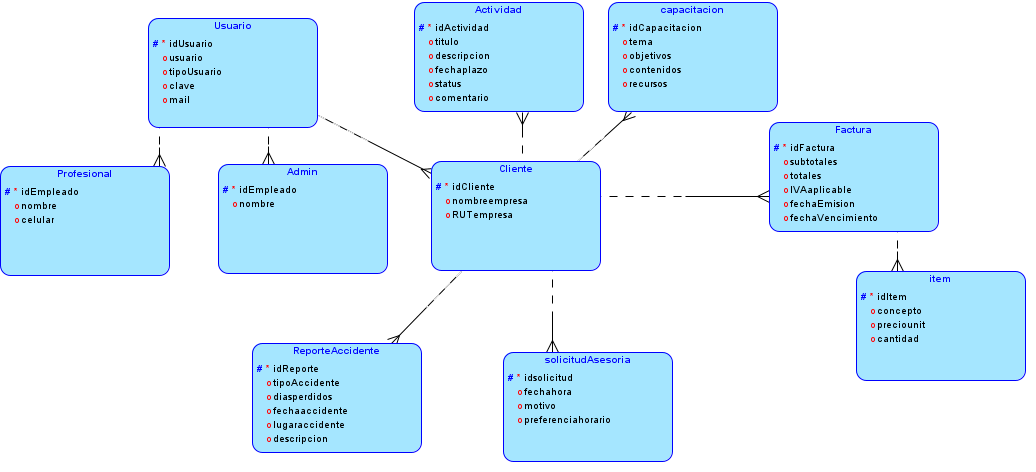 Usuario
# * idUsuario
o usuario
o tipoUsuario
o clave
o mail
Actividad
# * idActividad
o titulo
o descripcion
o fechaplazo
o status
o comentario
capacitacion
# * idCapacitacion
o tema
o objetivos
o contenidos
o recursos
Profesional
# * idEmpleado
o nombre
o celular
Admin
# * idEmpleado
o nombre
Cliente
# * idCliente
o nombreempresa
o RUTempresa
Factura
# * idFactura
o subtotales
o totales
o IVAaplicable
o fechaEmision
o fechaVencimiento
item
# * idItem
o concepto
o preciounit
o cantidad
ReporteAccidente
# * idReporte
o tipoAccidente
o diasperdidos
o fechaaccidente
o lugaraccidente
o descripcion
solicitudAsesoria
# * idsolicitud
o fechahora
o motivo
o preferenciahorario